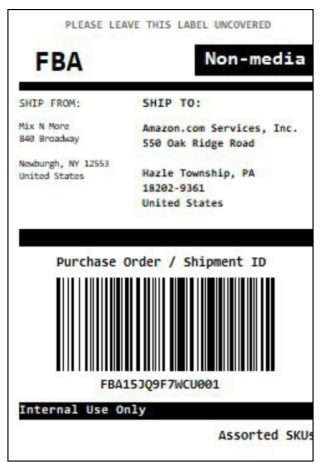 PLEASE LEAVE THIS LABEL UNCOVERED
FBA
Non-media
SHIP FROM:
Mix N More
840 Broadway
Newburgh, NY 12553
United States
SHIP TO:
Amazon.com Services, Inc.
550 Oak Ridge Road
Hazle Township, PA
18202-9361
United States
Purchase Order / Shipment ID
FBA15JQ9F7WCU001
Internal Use Only
Assorted SKUs